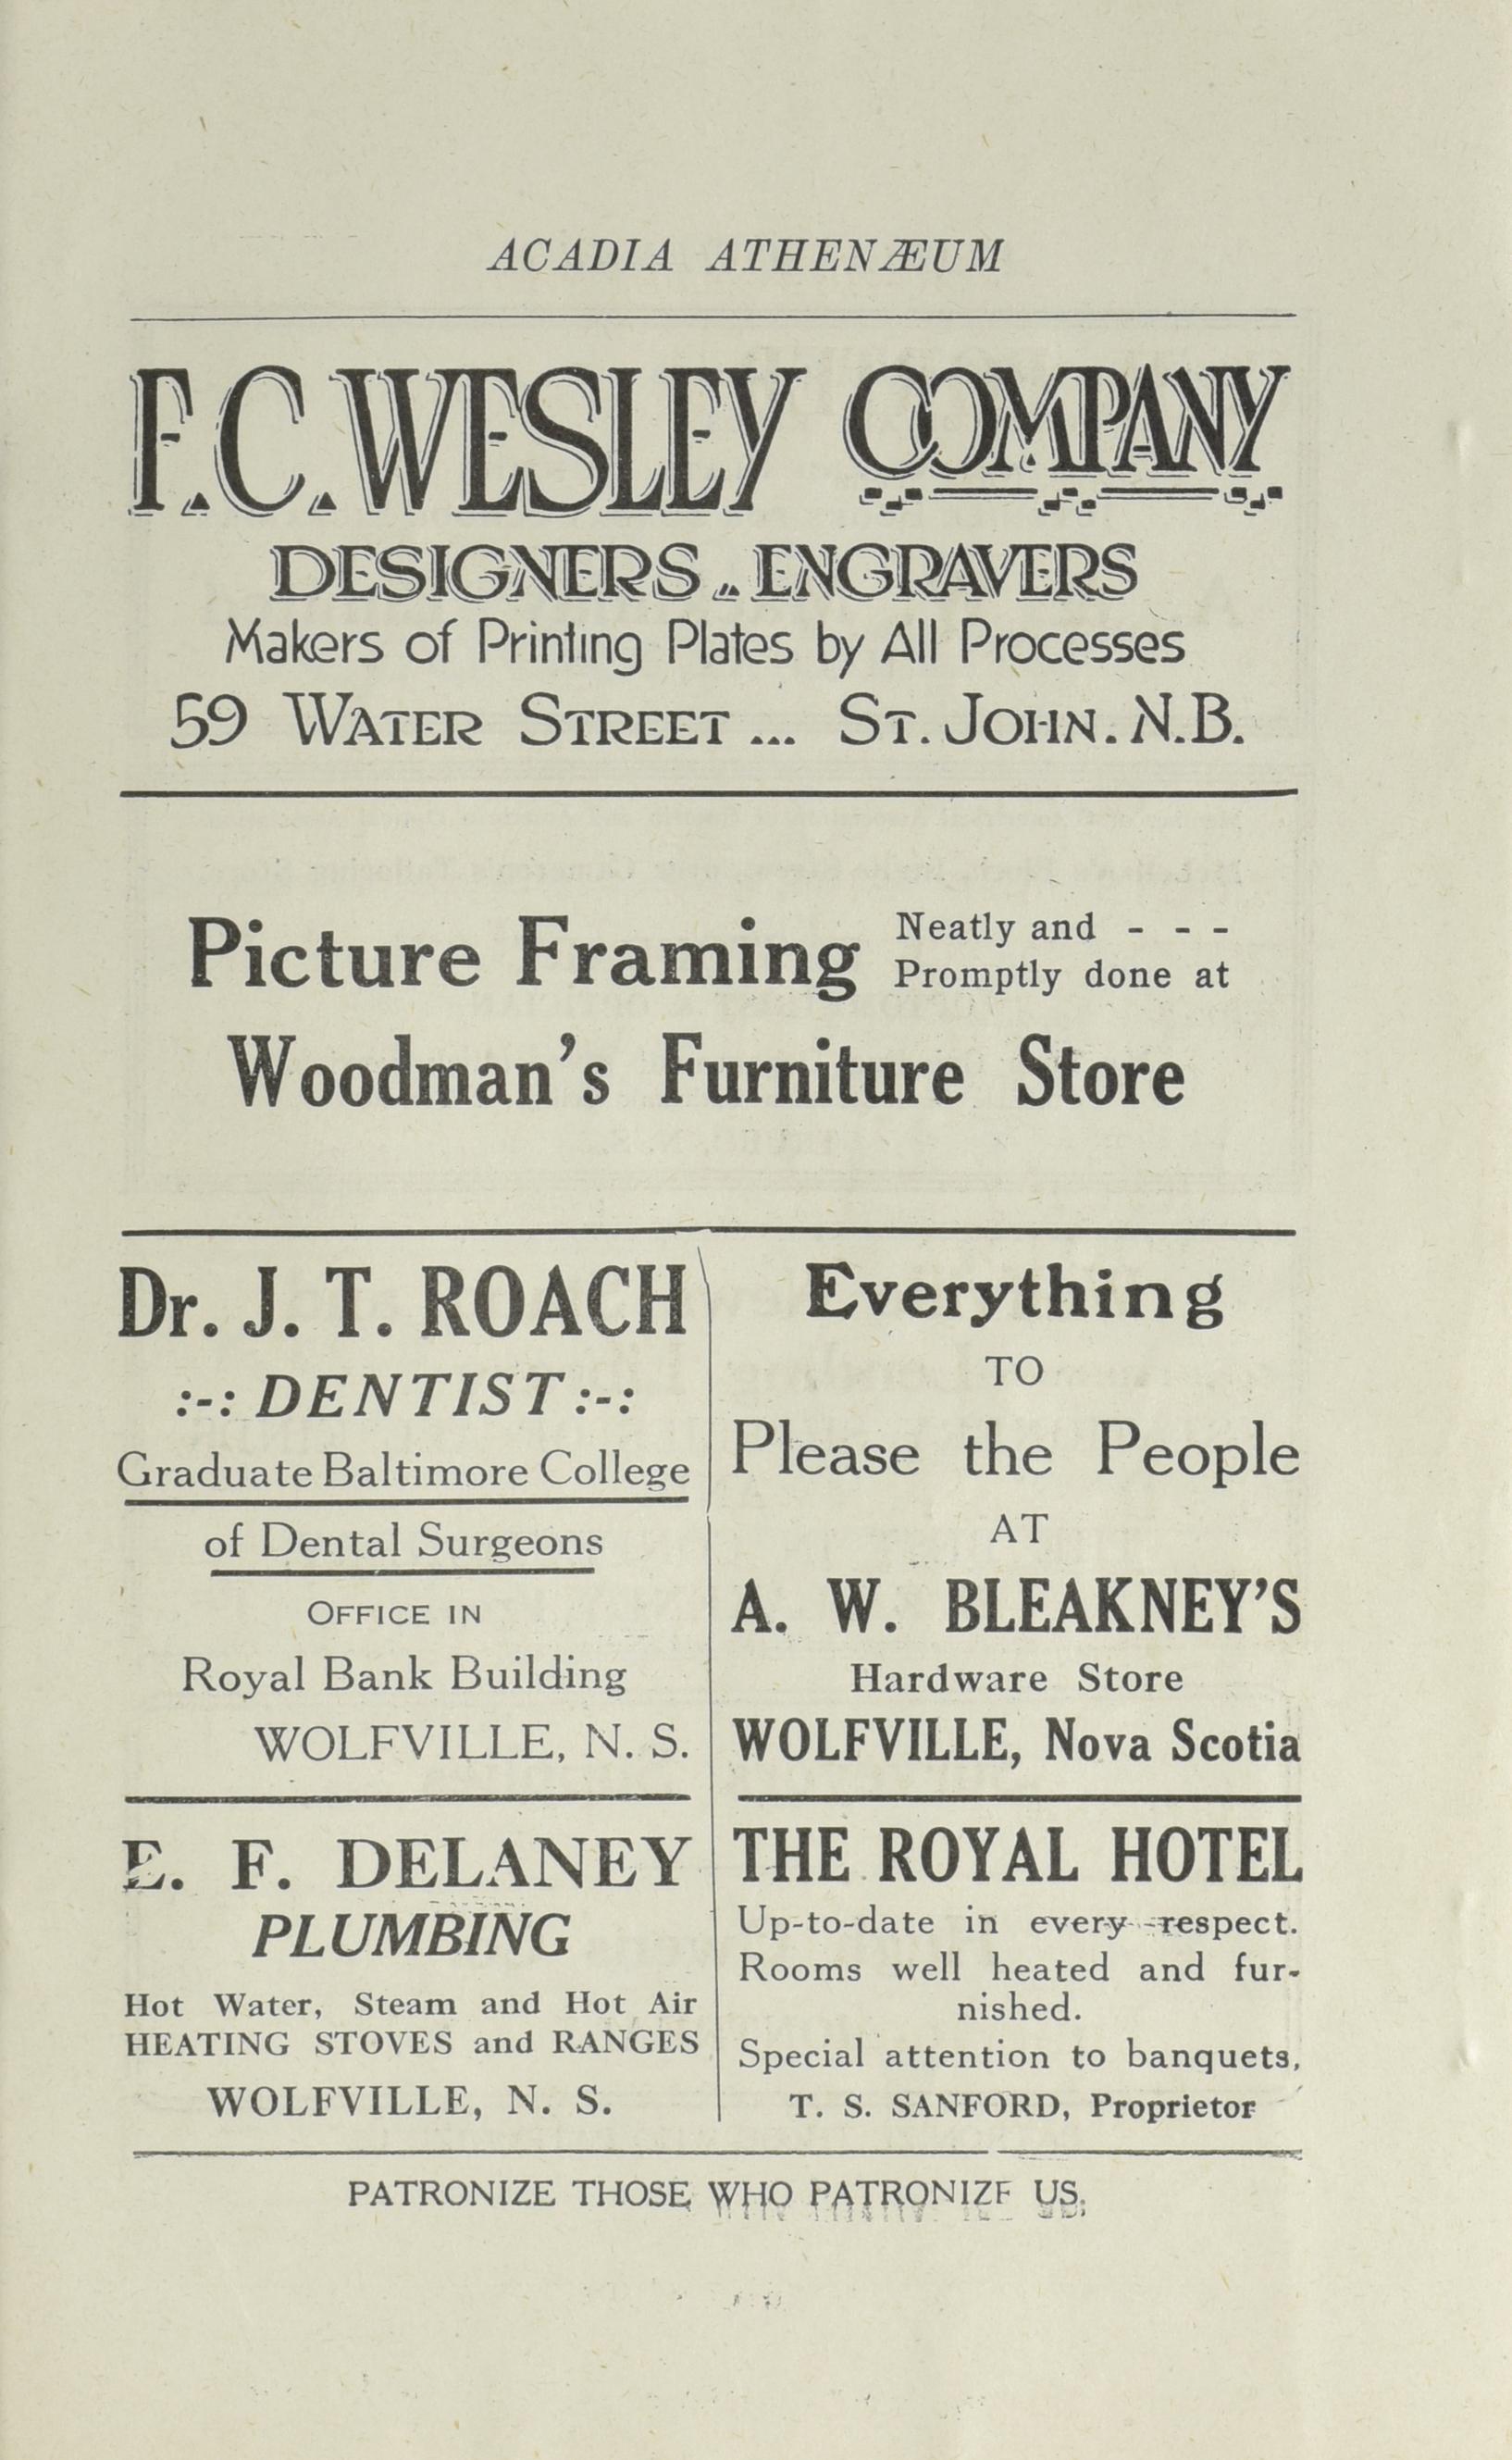 ACADIA ATHENÆUM
F.C. WESLEY COMPANY
DESIGNERS .. ENGRAVERS
Makers of Printing Plates by All Processes
59 WATER STREET ... ST. JOHN. N.B.
Picture Framing Neatly and - - -
Promptly done at
Woodman's Furniture Store
Dr. J. T. ROACH
:-: DENTIST :-:
Graduate Baltimore College
of Dental Surgeons
OFFICE IN
Royal Bank Building
WOLFVILLE, N. S.
Everything
TO
Please the People
AT
A. W. BLEAKNEY'S
Hardware Store
WOLFVILLE, Nova Scotia
E. F. DELANEY
PLUMBING
Hot Water, Steam and Hot Air
HEATING STOVES and RANGES
WOLFVILLE, N. S.
THE ROYAL HOTEL
Up-to-date in every respect.
Rooms well heated and fur-
nished.
Special attention to banquets,
T. S. SANFORD, Proprietor
PATRONIZE THOSE WHO PATRONIZE US.